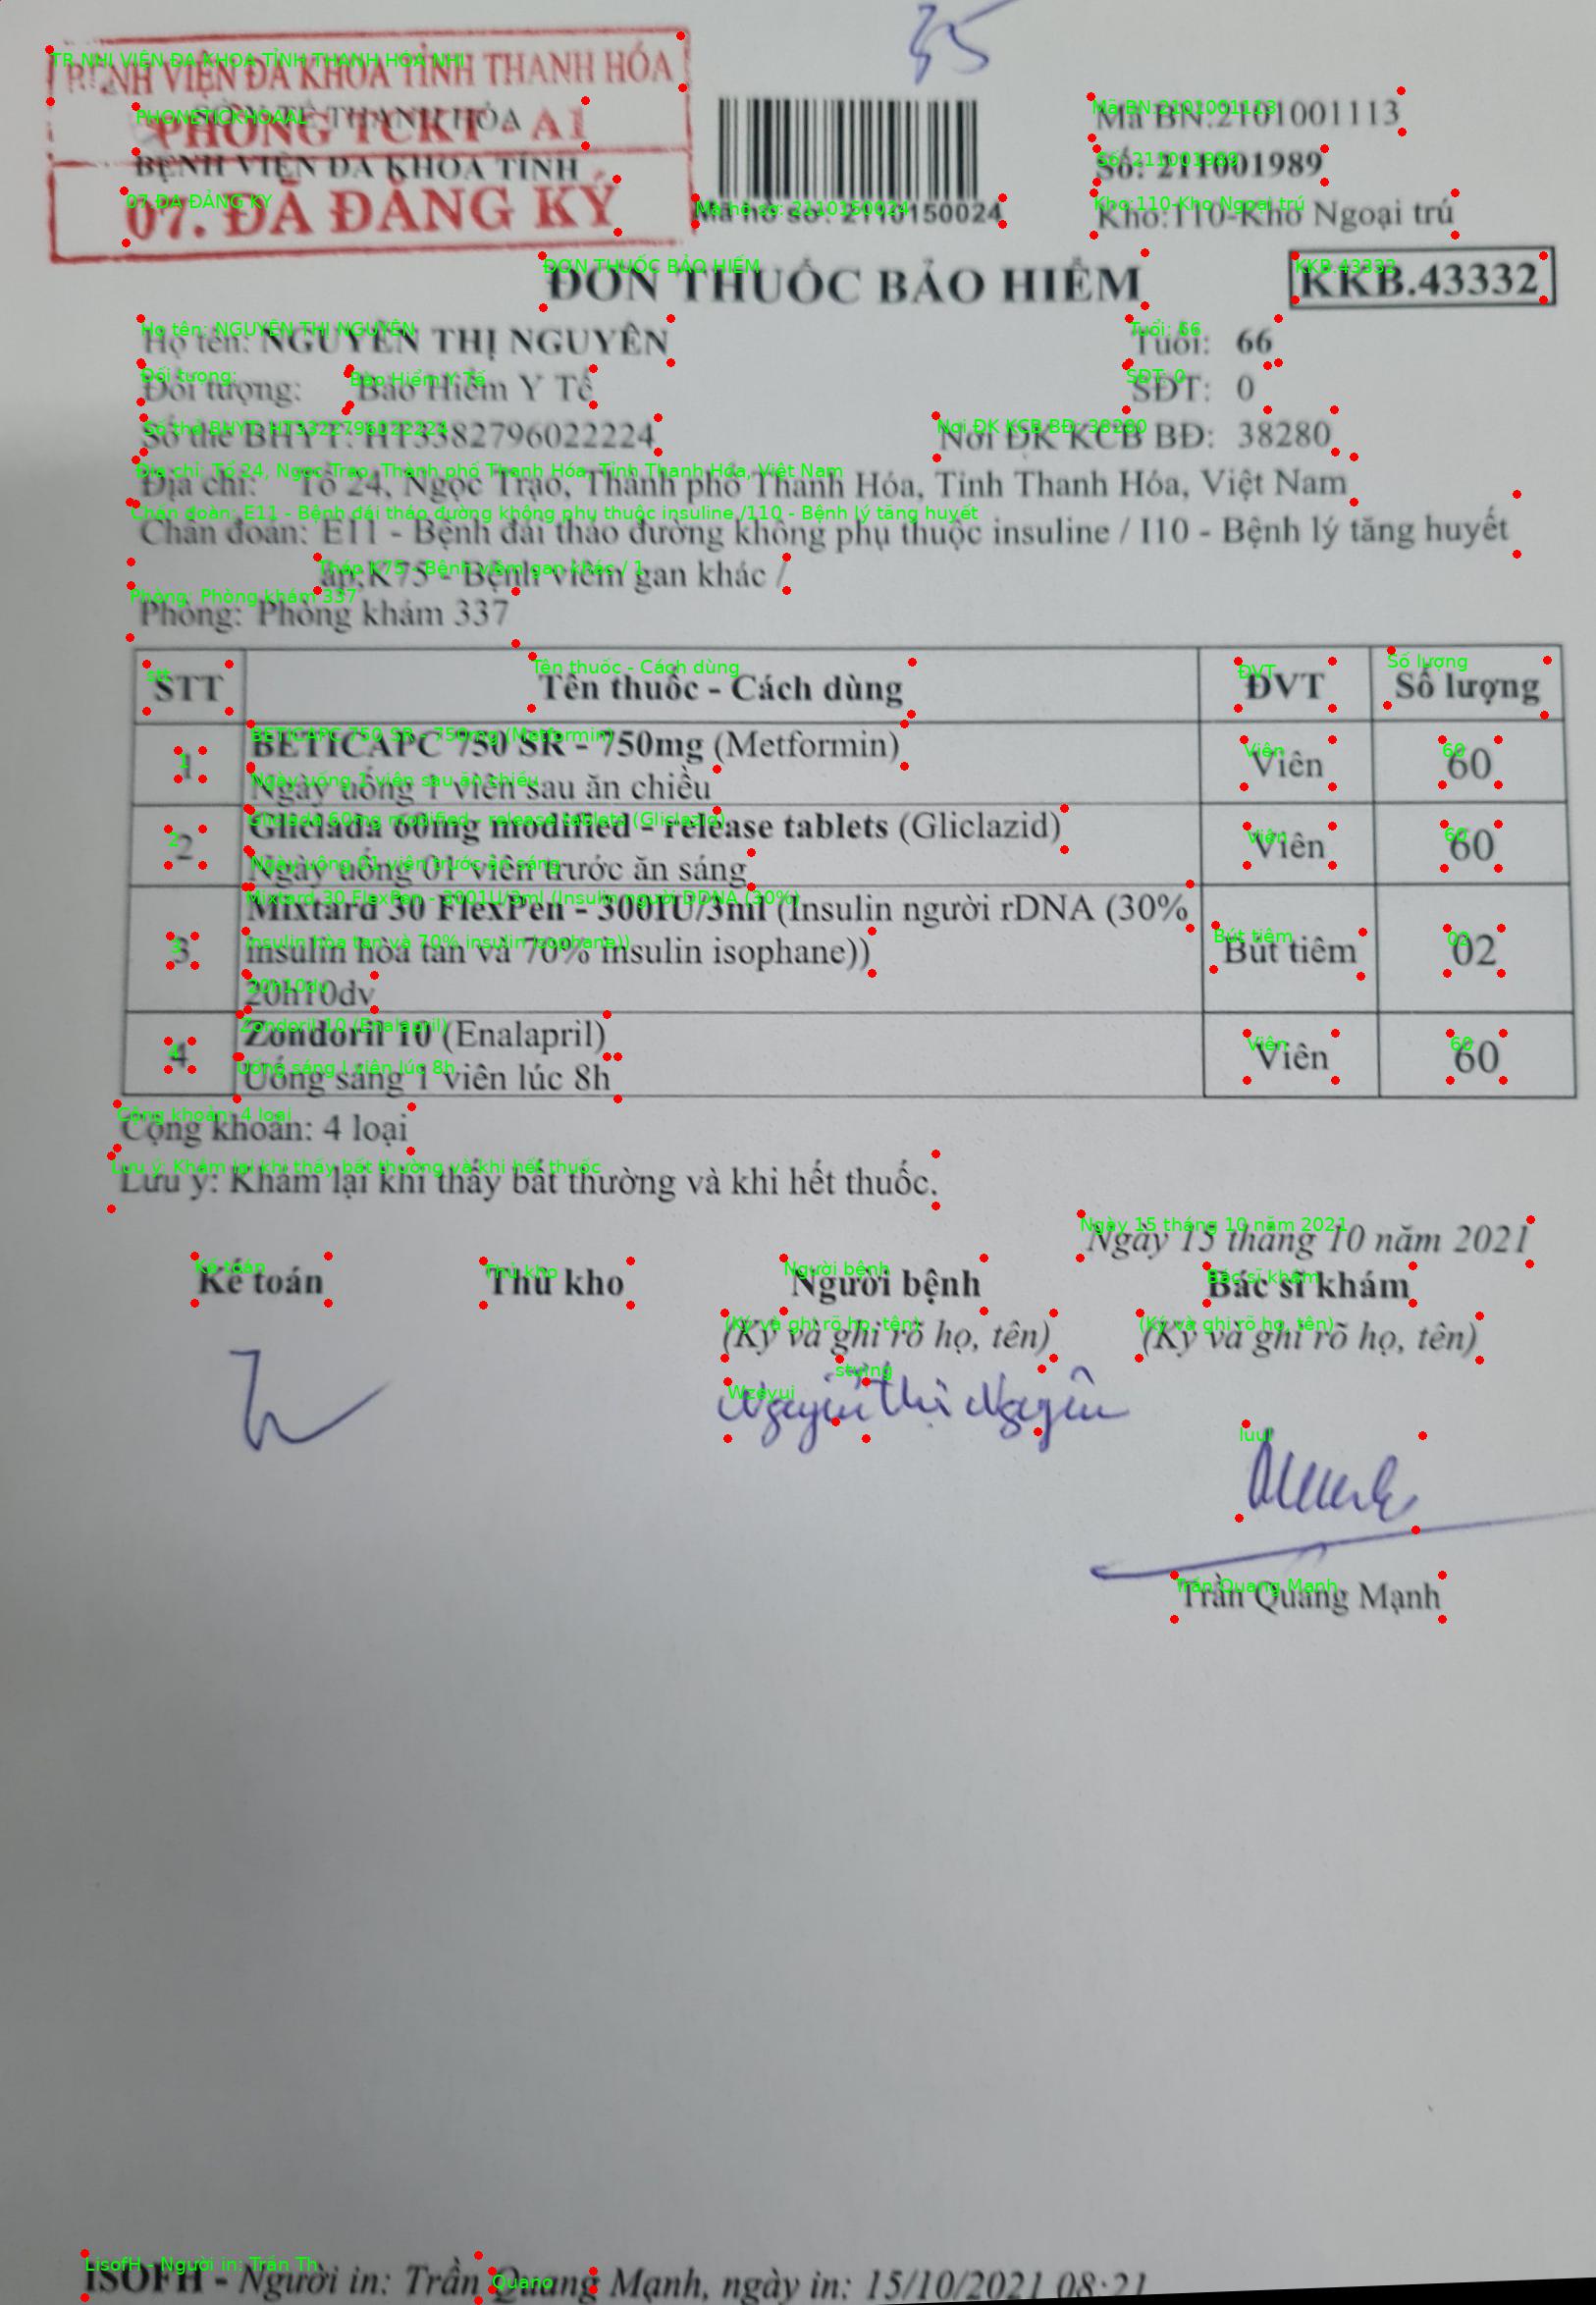 BỆNH VIỆN ĐA KHOA TỈNH THANH HÓA
SỞ Y TẾ THANH HÓA
PHÒNG TCKT - A1
BỆNH VIỆN ĐA KHOA TỈNH
07. ĐÃ ĐĂNG KÝ
Mã hồ sơ: 2110150024
Mã BN:2101001113
Số: 211001989
Kho:110-Kho Ngoại trú
ĐƠN THUỐC BẢO HIỂM
KKB.43332
Họ tên: NGUYỄN THỊ NGUYÊN Tuổi: 66
Đối tượng: Bảo Hiểm Y Tế SĐT: 0
Số thẻ BHYT: HT3382796022224 Nơi ĐK KCB BĐ: 38280
Địa chỉ: Tổ 24, Ngọc Trạo, Thành phố Thanh Hóa, Tỉnh Thanh Hóa, Việt Nam
Chẩn đoán: E11 - Bệnh đái tháo đường không phụ thuộc insuline / I10 - Bệnh lý tăng huyết
áp,K75 - Bệnh viêm gan khác /
Phòng: Phòng khám 337
STT Tên thuốc - Cách dùng ĐVT Số lượng
1 BETICAPC 750 SR - 750mg (Metformin) Viên 60
Ngày uống 1 viên sau ăn chiều
2 Gliclada 60mg modified - release tablets (Gliclazid) Viên 60
Ngày uống 01 viên trước ăn sáng
3 Mixtard 30 FlexPen - 300IU/3ml (Insulin người rDNA (30%
insulin hòa tan và 70% insulin isophane)) Bút tiêm 02
20h10dv
4 Zondoril 10 (Enalapril) Viên 60
Uống sáng 1 viên lúc 8h
Cộng khoản: 4 loại
Lưu ý: Khám lại khi thấy bất thường và khi hết thuốc.
Ngày 15 tháng 10 năm 2021
Kế toán Thủ kho Người bệnh Bác sĩ khám
(Ký và ghi rõ họ, tên) (Ký và ghi rõ họ, tên)
Nguyễn Thị Nguyên
Trần Quang Mạnh
ISOFH - Người in: Trần Quang Mạnh, ngày in: 15/10/2021 08:21